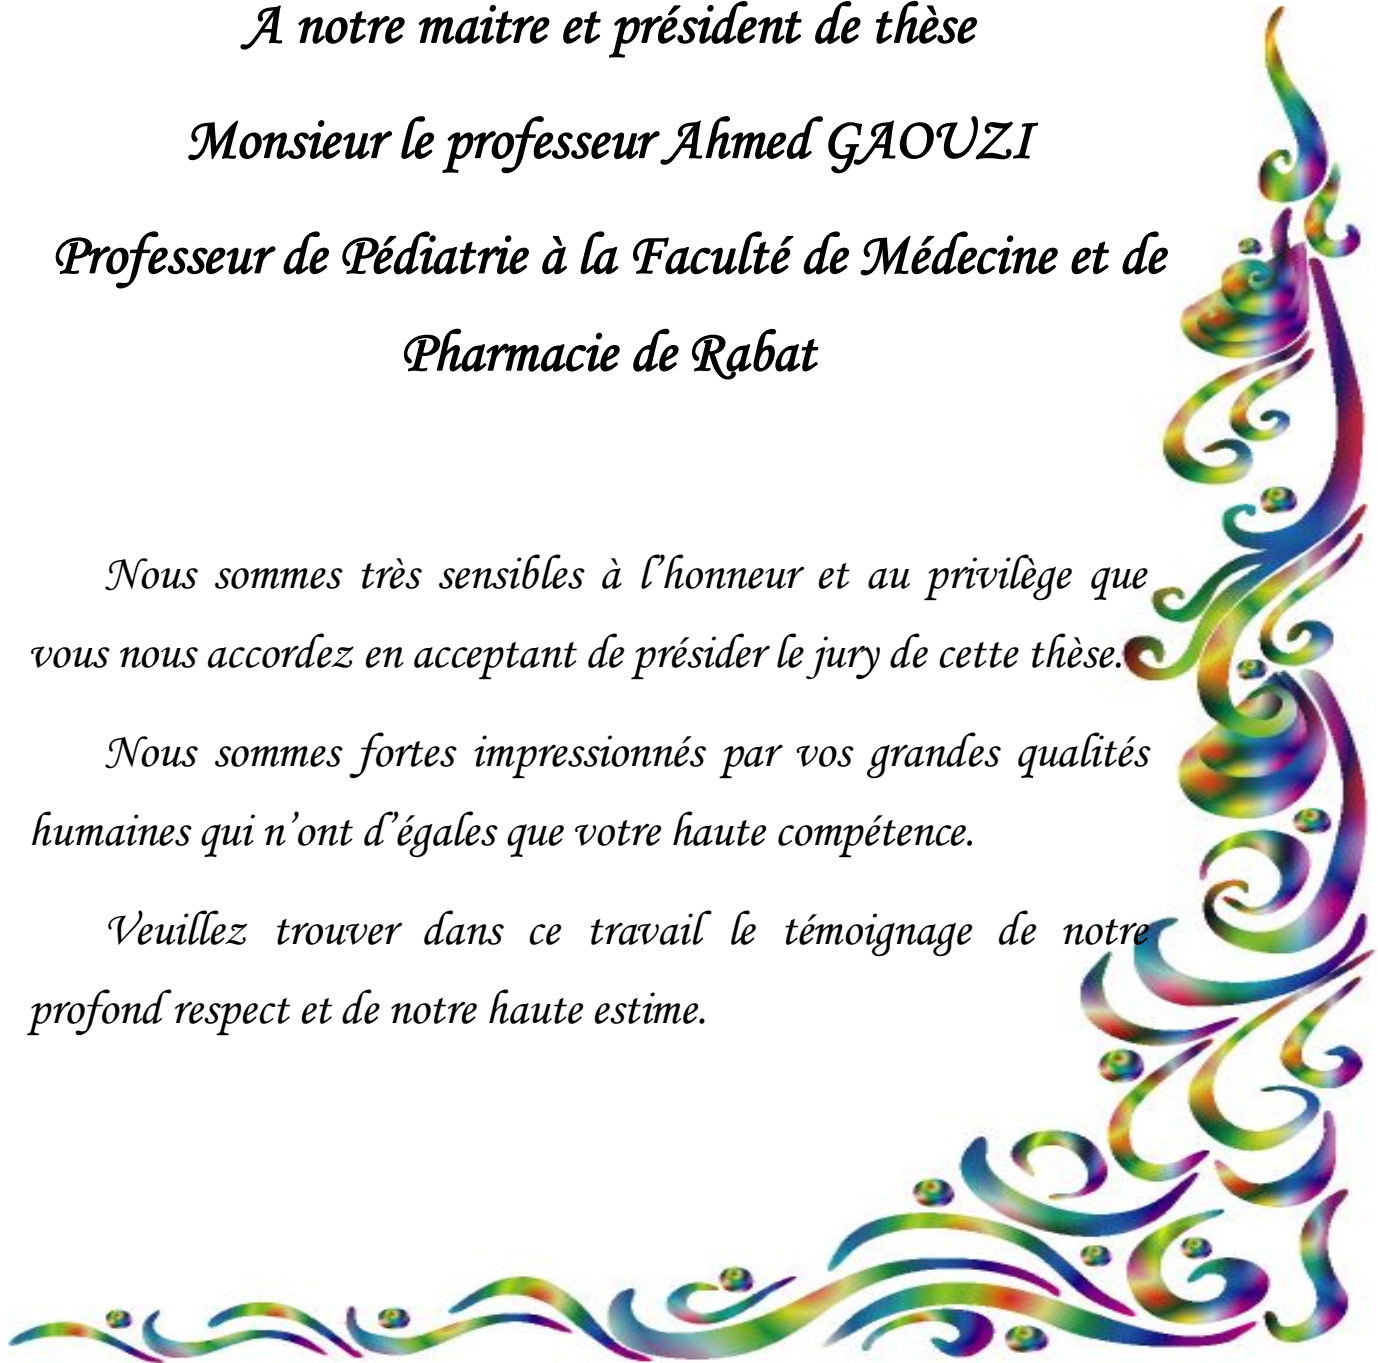 A notre maitre et président de thèse
Monsieur le professeur Ahmed GAOUZI
Professeur de Pédiatrie à la Faculté de Médecine et de
Pharmacie de Rabat
Nous sommes très sensibles à l’honneur et au privilège que
vous nous accordez en acceptant de présider le jury de cette thèse.
Nous sommes fortes impressionnés par vos grandes qualités
humaines qui n’ont d’égales que votre haute compétence.
Veuillez trouver dans ce travail le témoignage de notre
profond respect et de notre haute estime.